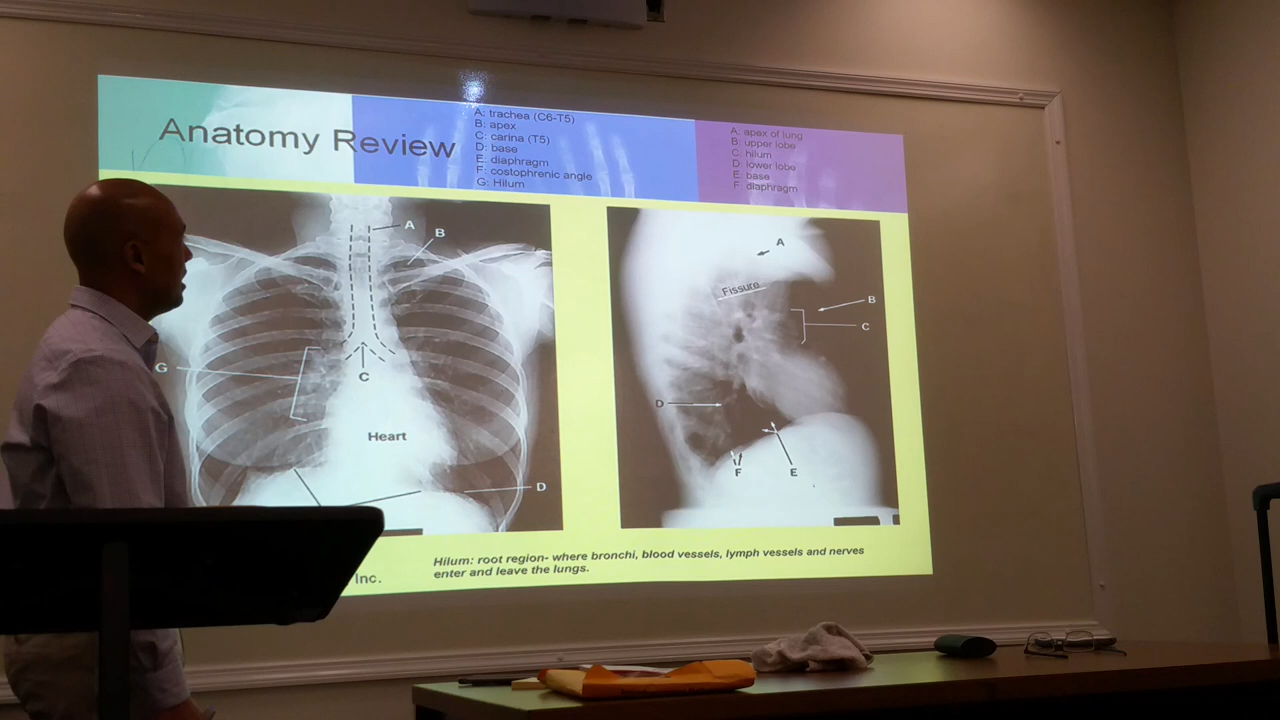 Anatomy Review
A: trachea (C6-T5)
B: apex
C: carina (T5)
D: base
E: diaphragm
F: costophrenic angle
G: Hilum
A: apex of lung
B: upper lobe
C: hilum
D: lower lobe
E: base
F: diaphragm
A
B
G
C
Heart
D
A
Fissure
B
C
D
F
E
Hilum: root region- where bronchi, blood vessels, lymph vessels and nerves
enter and leave the lungs.
Inc.